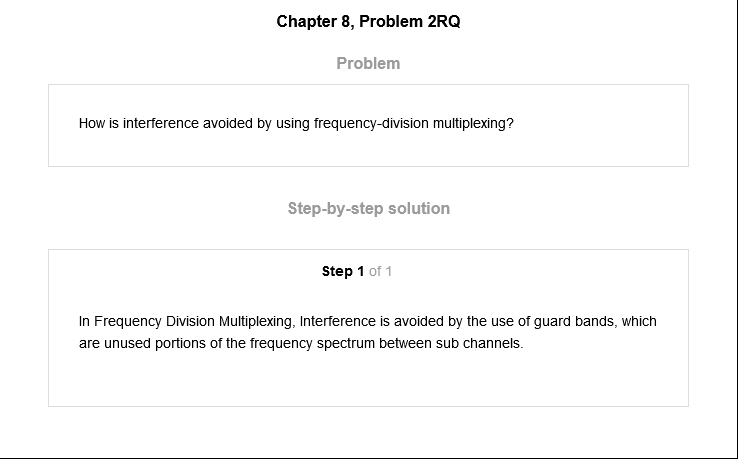 Chapter 8, Problem 2RQ
Problem
How is interference avoided by using frequency-division multiplexing?
Step-by-step solution
Step 1 of 1
In Frequency Division Multiplexing, Interference is avoided by the use of guard bands, which
are unused portions of the frequency spectrum between sub channels.